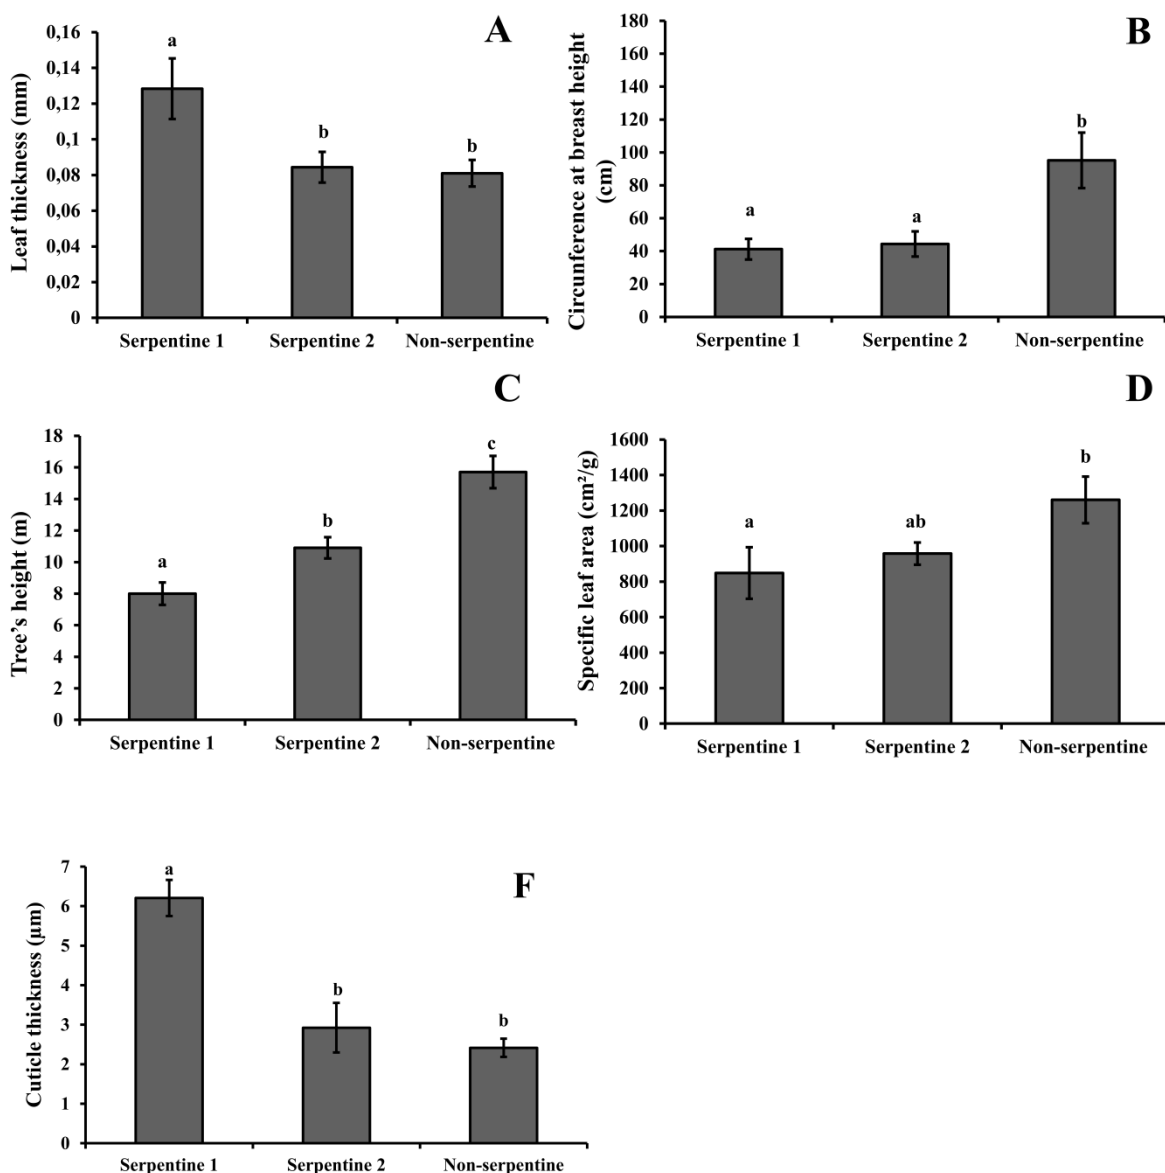 A
Leaf thickness (mm)
0,16
0,14
0,12
0,1
0,08
0,06
0,04
0,02
0
a
b
b
Serpentine 1 Serpentine 2 Non-serpentine
B
Circunference at breast height
(cm)
180
160
140
120
100
80
60
40
20
0
a
a
b
Serpentine 1 Serpentine 2 Non-serpentine
C
Tree's height (m)
18
16
14
12
10
8
6
4
2
0
a
b
c
Serpentine 1 Serpentine 2 Non-serpentine
D
Specific leaf area (cm²/g)
1600
1400
1200
1000
800
600
400
200
0
a
ab
b
Serpentine 1 Serpentine 2 Non-serpentine
F
Cuticle thickness (µm)
7
6
5
4
3
2
1
0
a
b
b
Serpentine 1 Serpentine 2 Non-serpentine